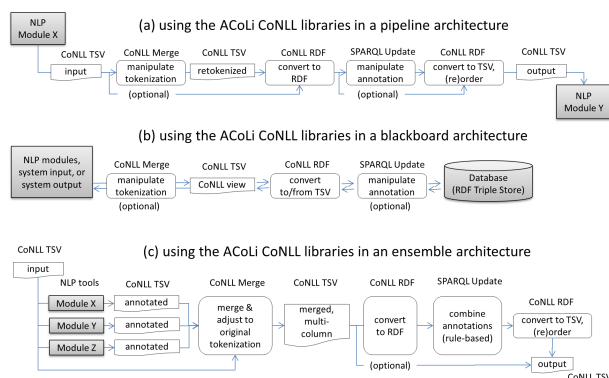 (a) using the ACoLi CoNLL libraries in a pipeline architecture
NLP
Module X
CoNLL TSV
input
CoNLL Merge
manipulate
tokenization
(optional)
CoNLL TSV
retokenized
CoNLL RDF
convert to
RDF
SPARQL Update
manipulate
annotation
(optional)
CoNLL RDF
convert to TSV,
(re)order
CoNLL TSV
output
NLP
Module Y
(b) using the ACoLi CoNLL libraries in a blackboard architecture
NLP modules,
system input, or
system output
CoNLL Merge
manipulate
tokenization
(optional)
CoNLL TSV
CoNLL view
CoNLL RDF
convert
to/from TSV
SPARQL Update
manipulate
annotation
(optional)
Database
(RDF Triple Store)
(c) using the ACoLi CoNLL libraries in an ensemble architecture
CoNLL TSV
input
NLP tools
Module X
Module Y
Module Z
CoNLL TSV
annotated
annotated
annotated
CoNLL Merge
merge &
adjust to
original
tokenization
CoNLL TSV
merged,
multi-
column
CoNLL RDF
convert
to RDF
(optional)
SPARQL Update
combine
annotations
(rule-based)
CoNLL RDF
convert to TSV,
(re)order
output
CoNLL TSV